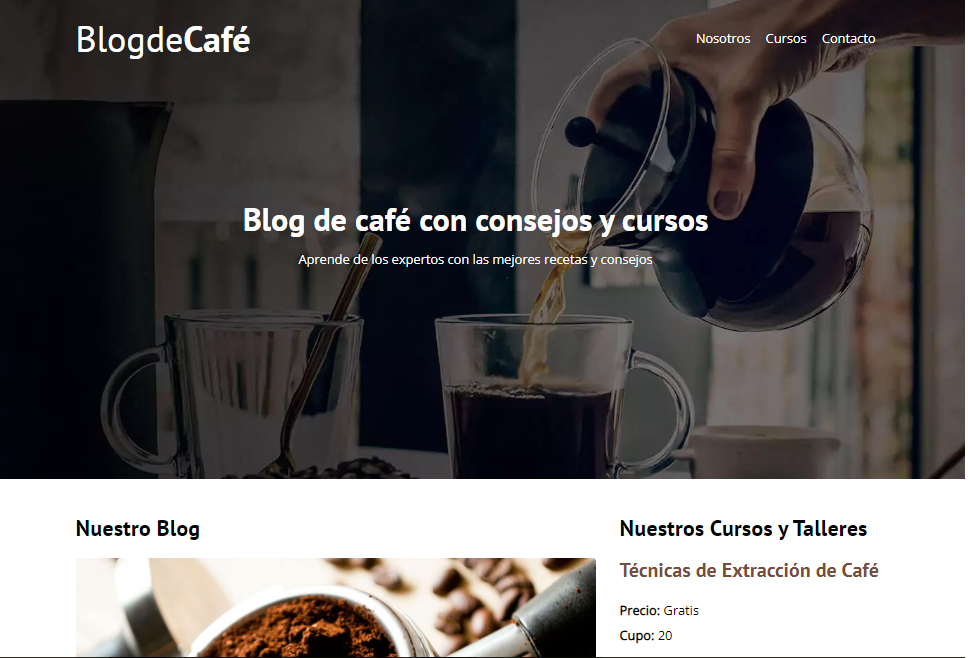 BlogdeCafé
Nosotros Cursos Contacto
Blog de café con consejos y cursos
Aprende de los expertos con las mejores recetas y consejos
Nuestro Blog
Nuestros Cursos y Talleres
Técnicas de Extracción de Café
Precio: Gratis
Cupo: 20